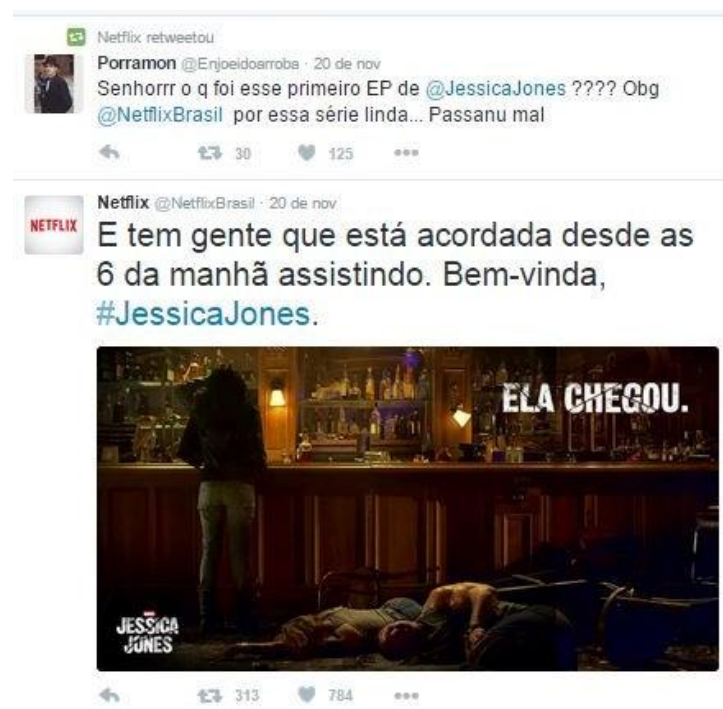 Netflix retweetou
Porramon @Enjoeidoarroba · 20 de nov
Senhorrr o q foi esse primeiro EP de @JessicaJones ???? Obg
@NetflixBrasil por essa série linda... Passanu mal
30 125
Netflix @NetflixBrasil · 20 de nov
NETFLIX
E tem gente que está acordada desde as
6 da manhã assistindo. Bem-vinda,
#JessicaJones.
ELA CHEGOU.
JESSICA
JONES
313 784